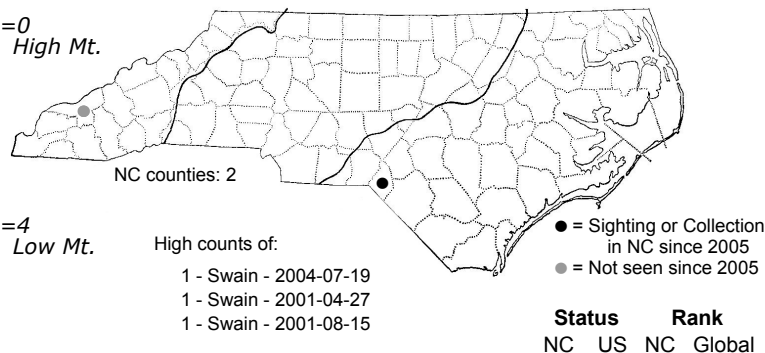 =0
High Mt.
NC counties: 2
=4
Low Mt.
High counts of:
1 - Swain - 2004-07-19
1 - Swain - 2001-04-27
1 - Swain - 2001-08-15
= Sighting or Collection
in NC since 2005
= Not seen since 2005
Status Rank
NC US NC Global